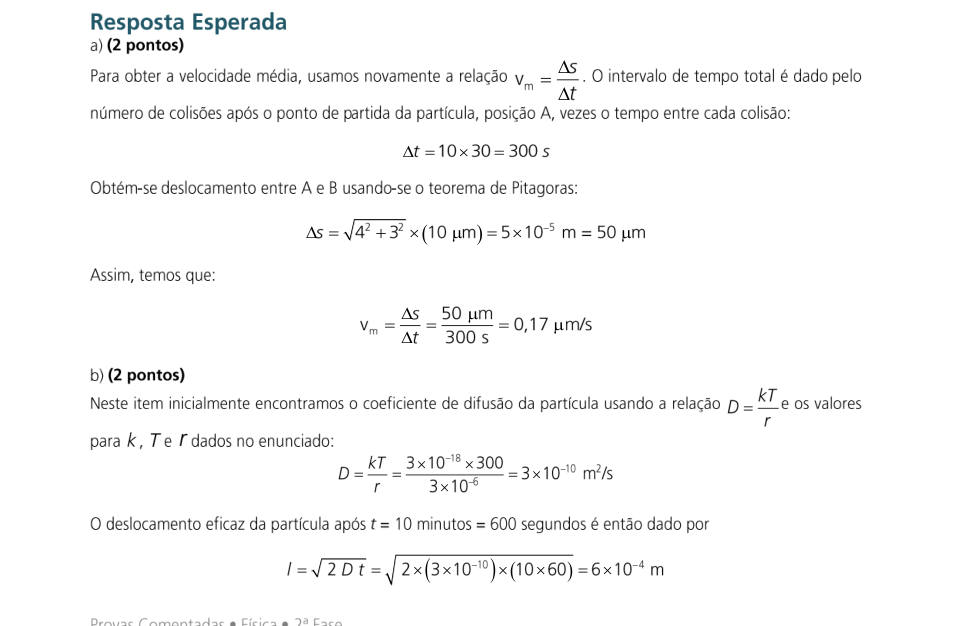 Resposta Esperada
a) (2 pontos)
Para obter a velocidade média, usamos novamente a relação v_m = Δs/Δt. O intervalo de tempo total é dado pelo
número de colisões após o ponto de partida da partícula, posição A, vezes o tempo entre cada colisão:
Δt = 10 × 30 = 300 s
Obtém-se deslocamento entre A e B usando-se o teorema de Pitagoras:
Δs = √(4² + 3²) × (10 μm) = 5 × 10⁻⁵ m = 50 μm
Assim, temos que:
v_m = Δs/Δt = 50 μm/300 s = 0,17 μm/s
b) (2 pontos)
Neste item inicialmente encontramos o coeficiente de difusão da partícula usando a relação D = kT/r e os valores
para k, T e r dados no enunciado:
D = kT/r = (3 × 10⁻¹⁸ × 300)/(3 × 10⁻⁶) = 3 × 10⁻¹⁰ m²/s
O deslocamento eficaz da partícula após t = 10 minutos = 600 segundos é então dado por
l = √(2 D t) = √(2 × (3 × 10⁻¹⁰) × (10 × 60)) = 6 × 10⁻⁴ m
Provas Comentadas • Física • 2ª Fase